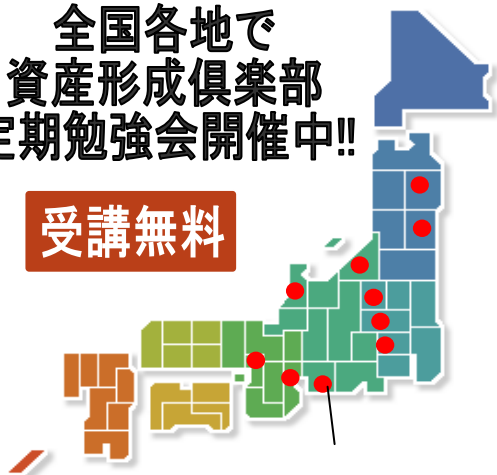 全国各地で
資産形成倶楽部
定期勉強会開催中!!
受講無料